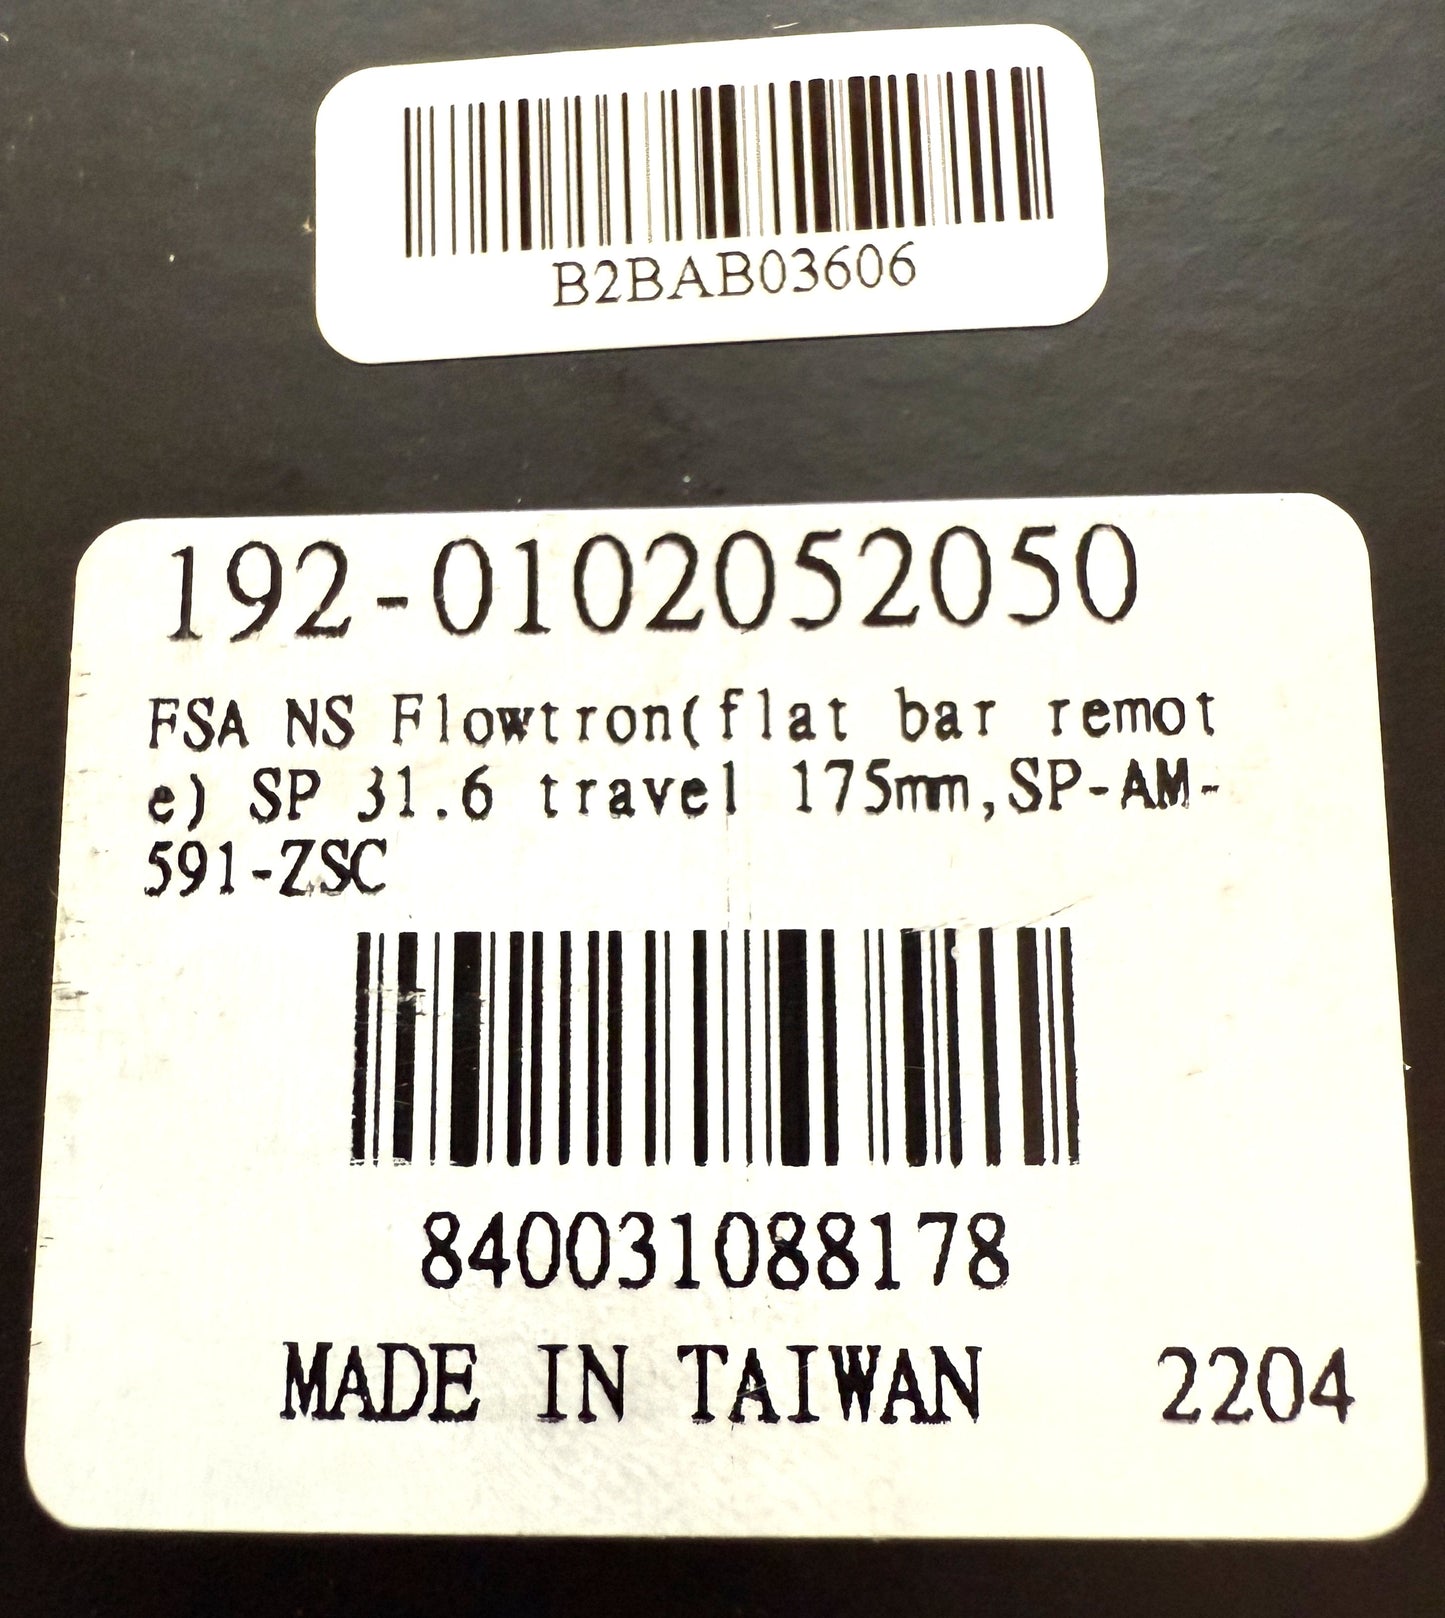 B2BAB03606
192-0102052050
FSA NS Flowtron(flat bar remot
e) SP 31.6 travel 175mm,SP-AM-
591-ZSC
840031088178
MADE IN TAIWAN 2204